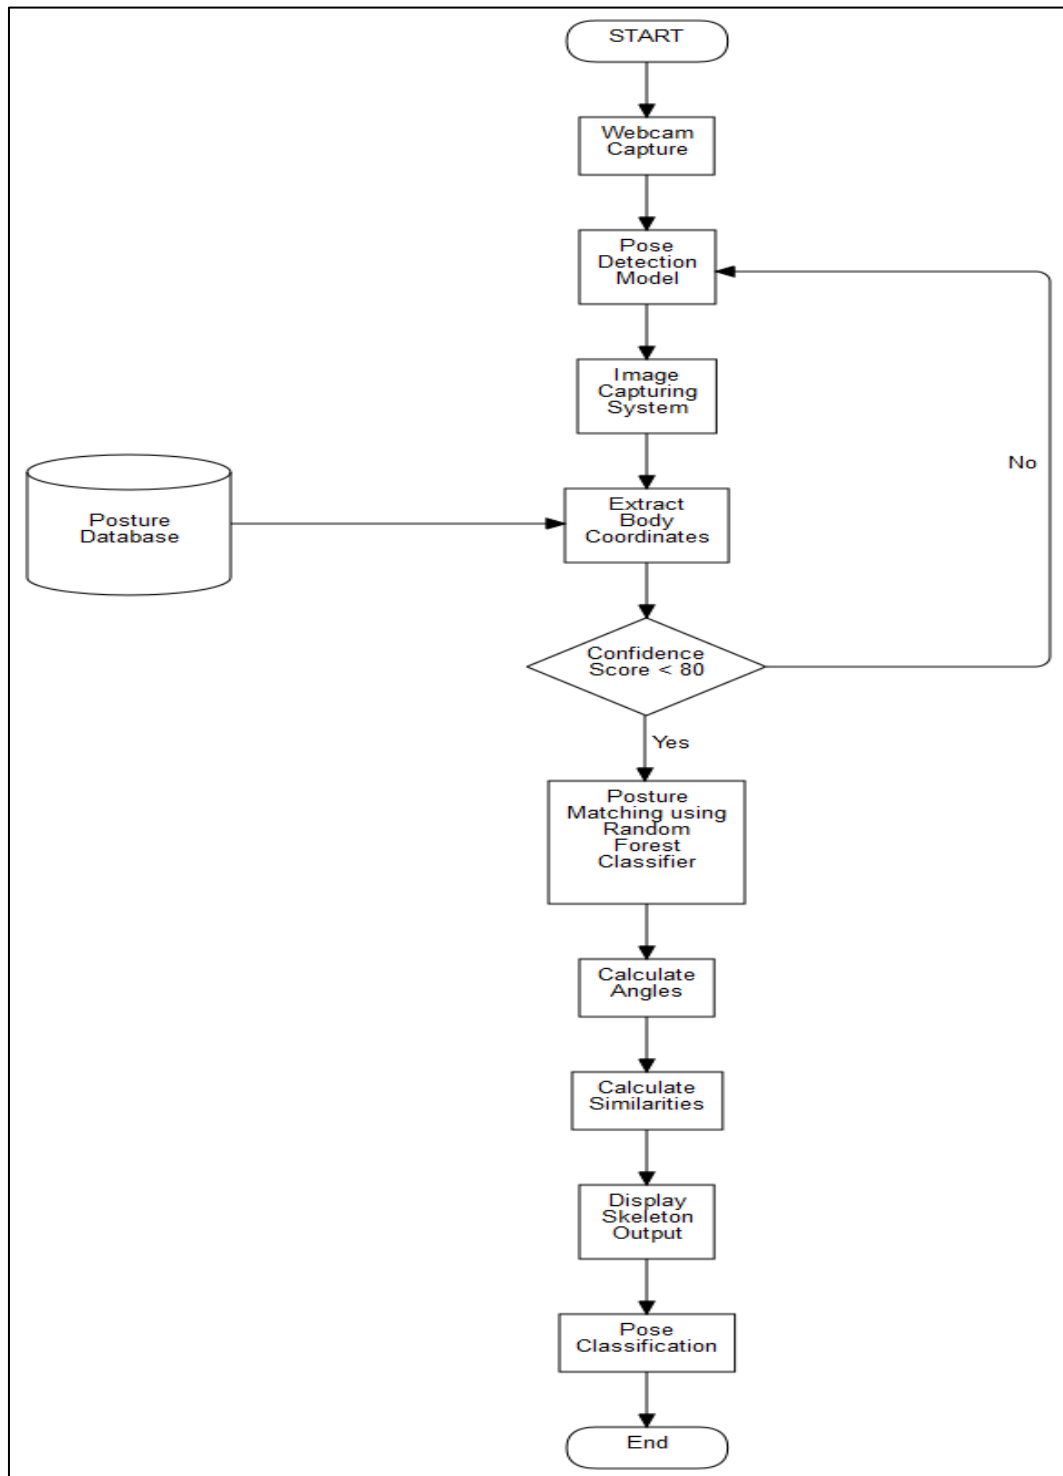 START
Webcam
Capture
Pose
Detection
Model
Image
Capturing
System
No
Posture
Database
Extract
Body
Coordinates
Confidence
Score < 80
Yes
Posture
Matching using
Random
Forest
Classifier
Calculate
Angles
Calculate
Similarities
Display
Skeleton
Output
Pose
Classification
End